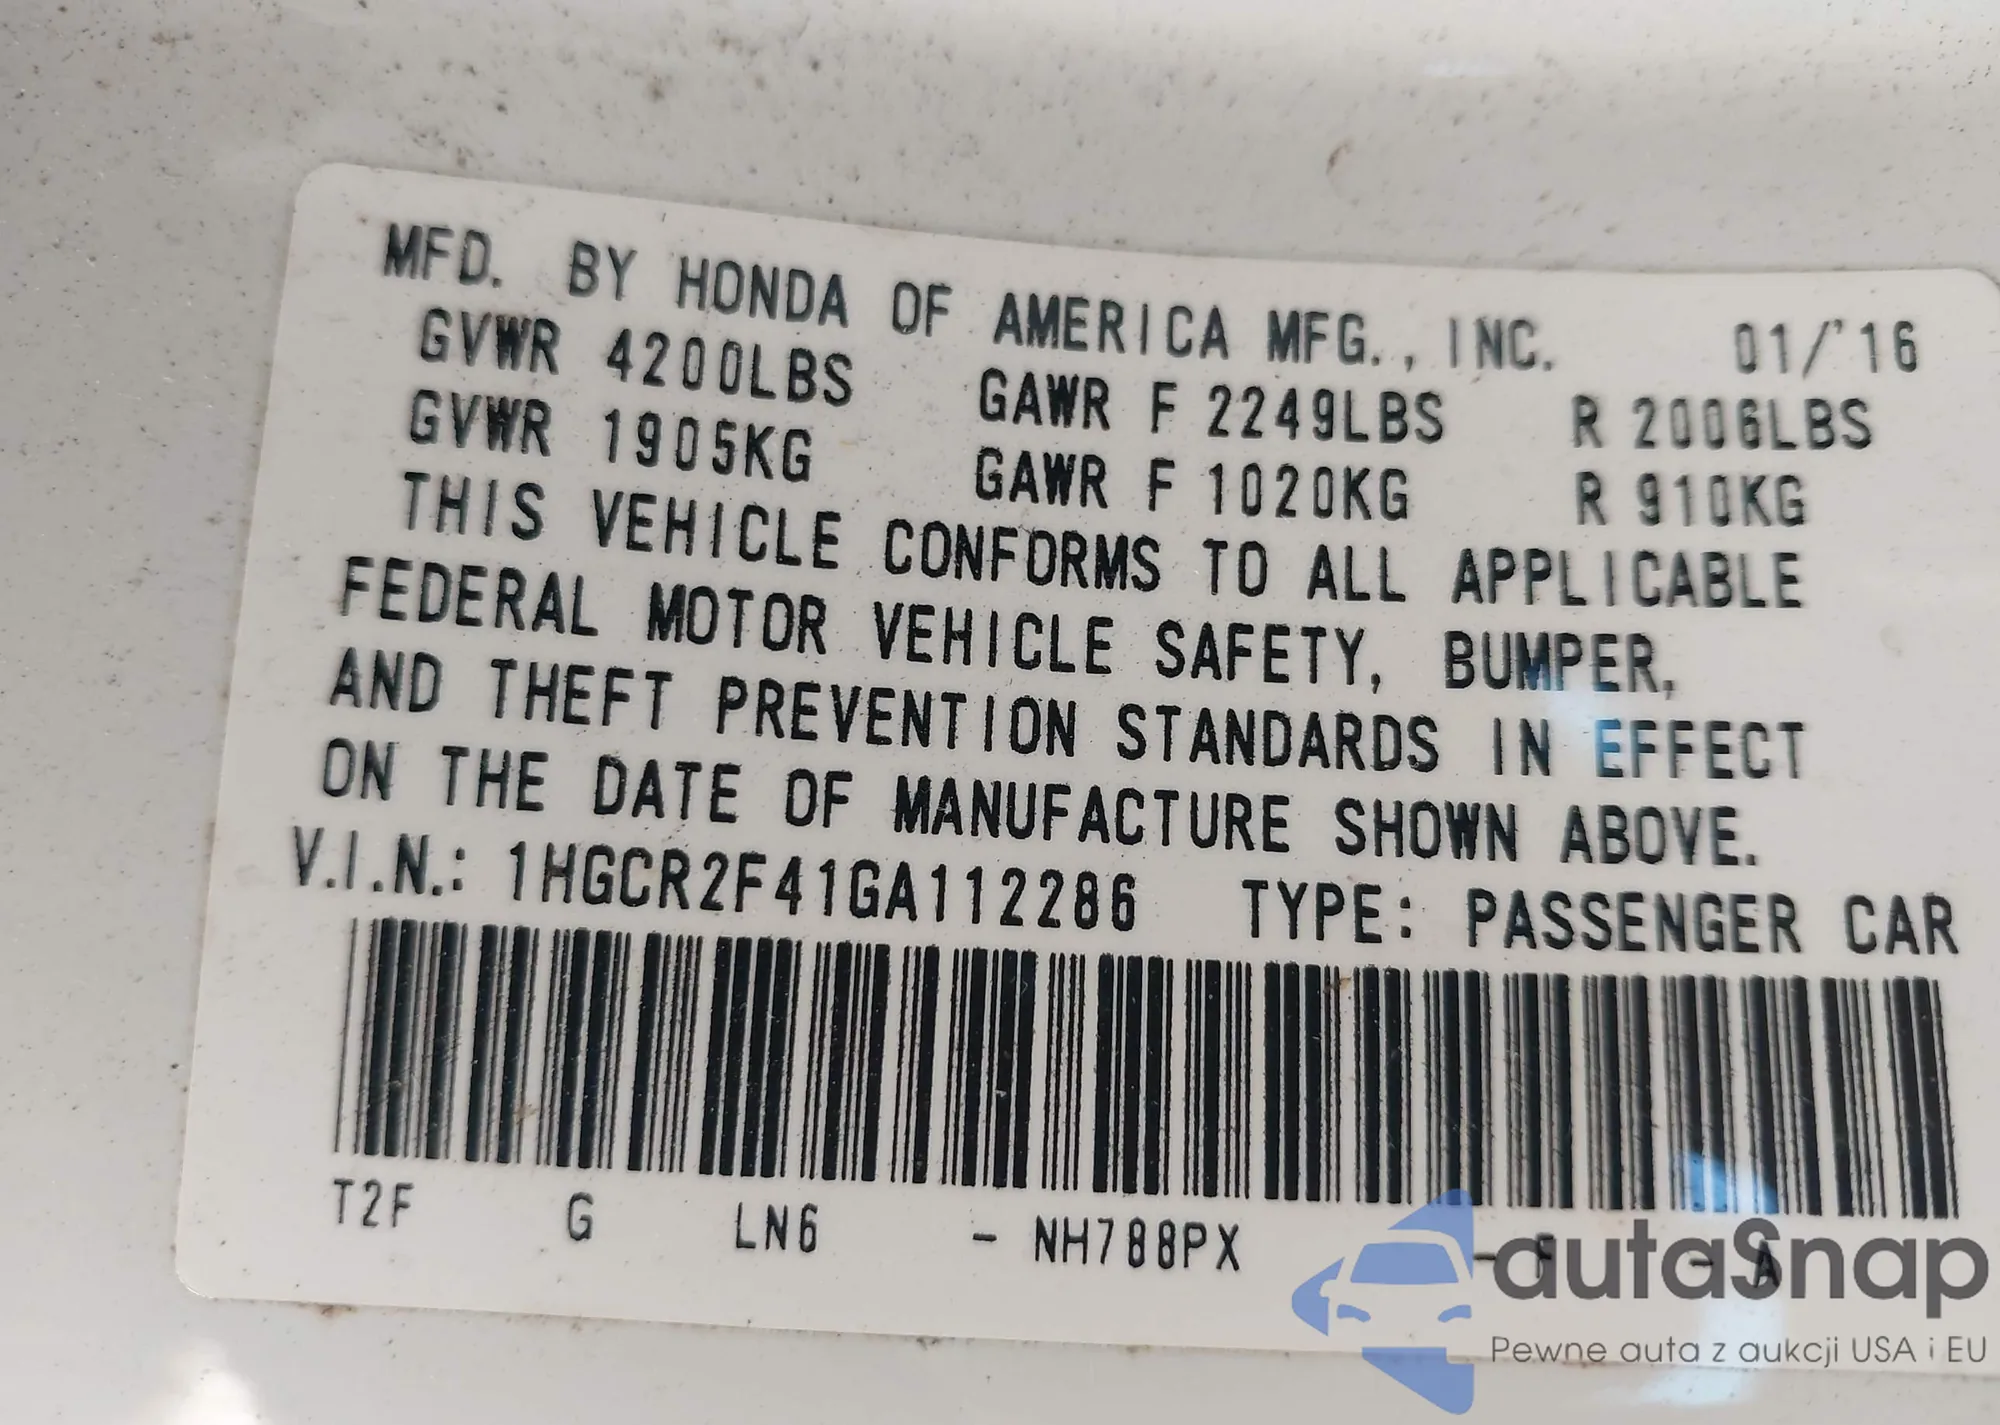 MFD. BY HONDA OF AMERICA MFG., INC. 01/'16
GVWR 4200LBS GAWR F 2249LBS R 2006LBS
GVWR 1905KG GAWR F 1020KG R 910KG
THIS VEHICLE CONFORMS TO ALL APPLICABLE
FEDERAL MOTOR VEHICLE SAFETY, BUMPER,
AND THEFT PREVENTION STANDARDS IN EFFECT
ON THE DATE OF MANUFACTURE SHOWN ABOVE.
V.I.N.: 1HGCR2F41GA112286 TYPE: PASSENGER CAR
T2F G LN6 - NH788PX - F - A
autaSnap
Pewne auta z aukcji USA i EU